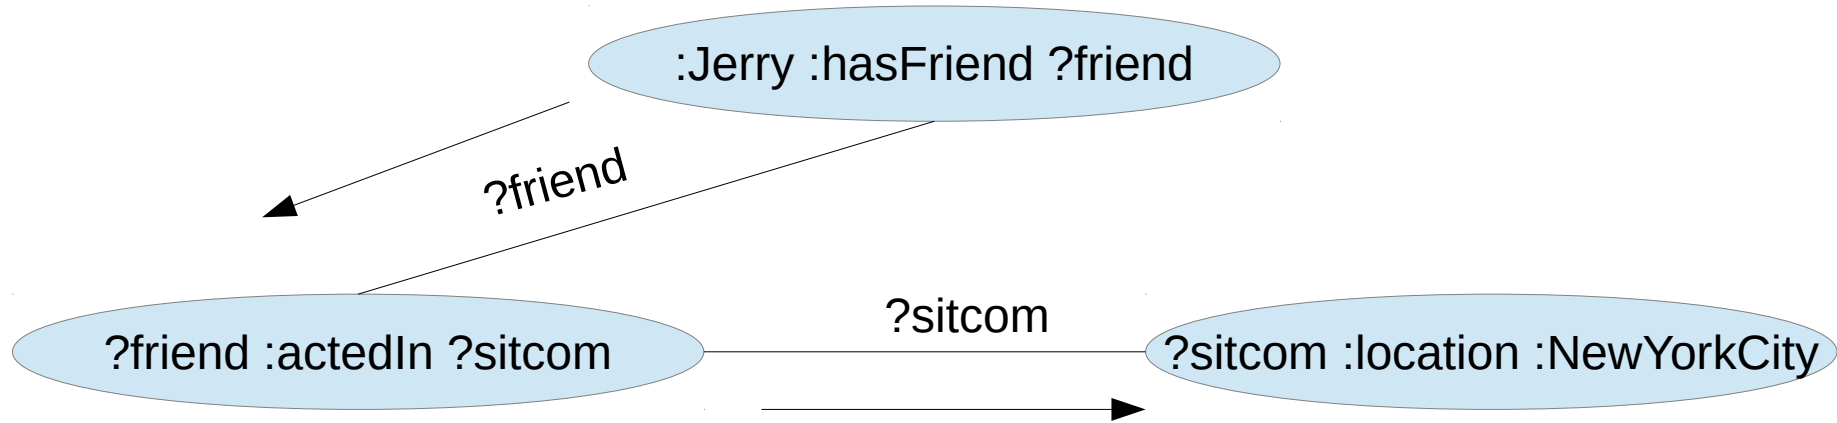 :Jerry :hasFriend ?friend
?friend
?sitcom
?friend :actedIn ?sitcom
?sitcom :location :NewYorkCity